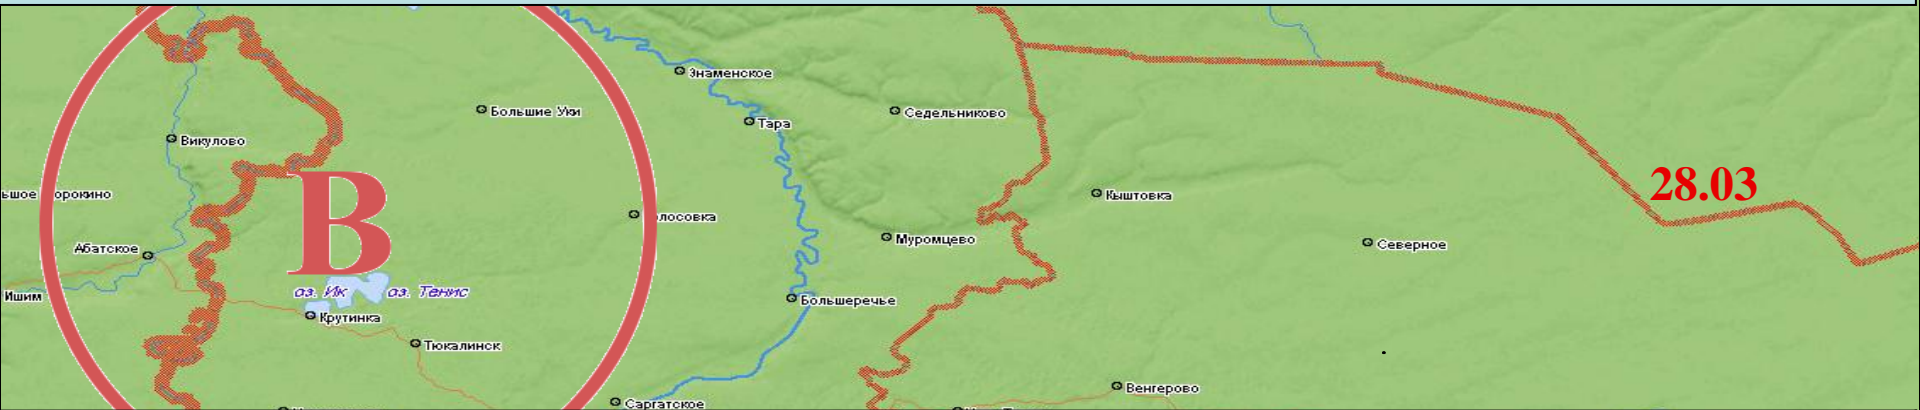 Знаменское
Большие Уки
Седельниково
Тара
Викулово
28.03
В
Кыштовка
Абатское
Муромцево
Северное
Ишим
оз. Ик
оз. Тенис
Большеречье
Крутинка
Тюкалинск
Венгерово
Саргатское